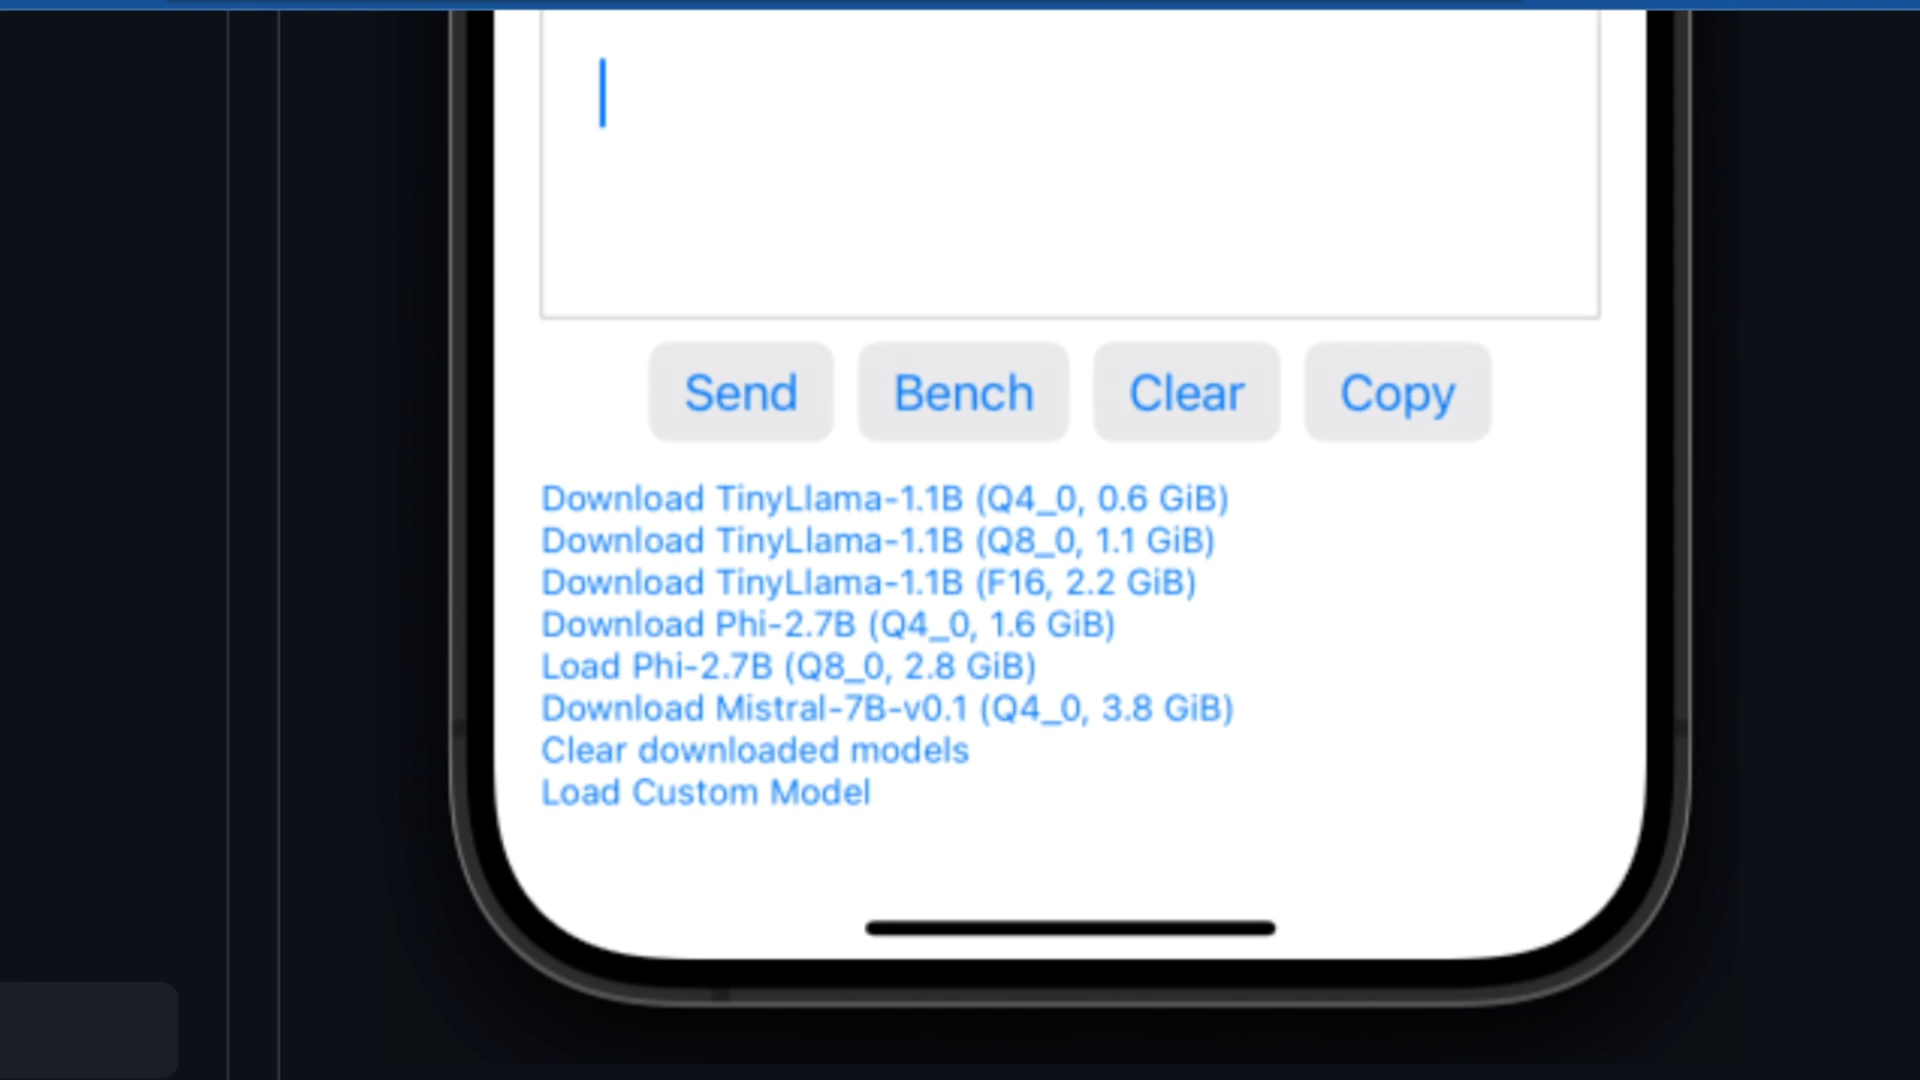 Send Bench Clear Copy
Download TinyLlama-1.1B (Q4_0, 0.6 GiB)
Download TinyLlama-1.1B (Q8_0, 1.1 GiB)
Download TinyLlama-1.1B (F16, 2.2 GiB)
Download Phi-2.7B (Q4_0, 1.6 GiB)
Load Phi-2.7B (Q8_0, 2.8 GiB)
Download Mistral-7B-v0.1 (Q4_0, 3.8 GiB)
Clear downloaded models
Load Custom Model